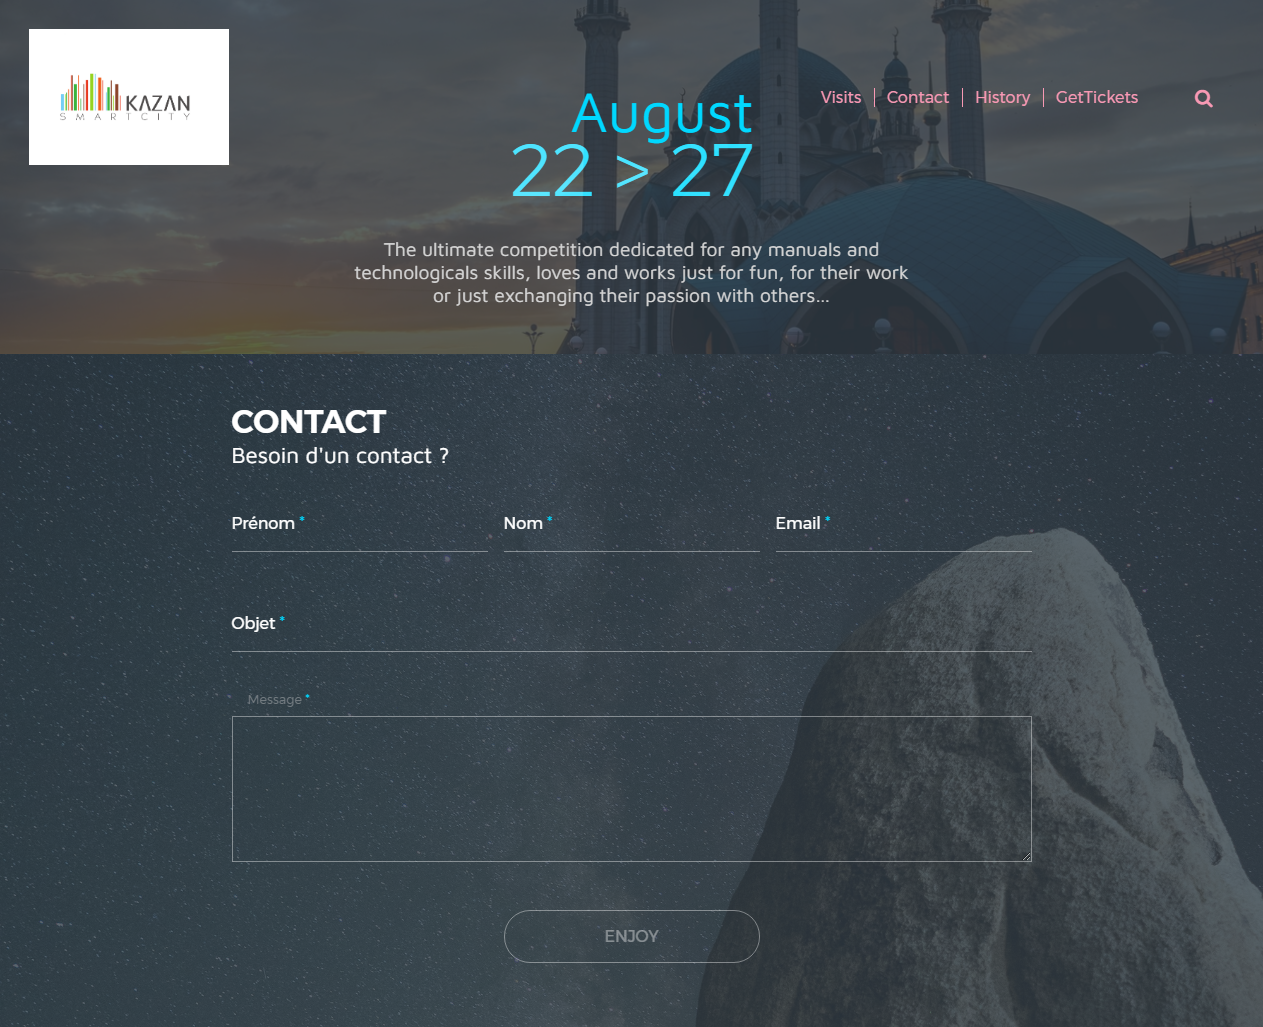 KAZAN
SMARTCITY
August
22 > 27
Visits
Contact
History
GetTickets
The ultimate competition dedicated for any manuals and
technologicals skills, loves and works just for fun, for their work
or just exchanging their passion with others...
CONTACT
Besoin d'un contact ?
Prénom *
Nom *
Email *
Objet *
Message *
ENJOY